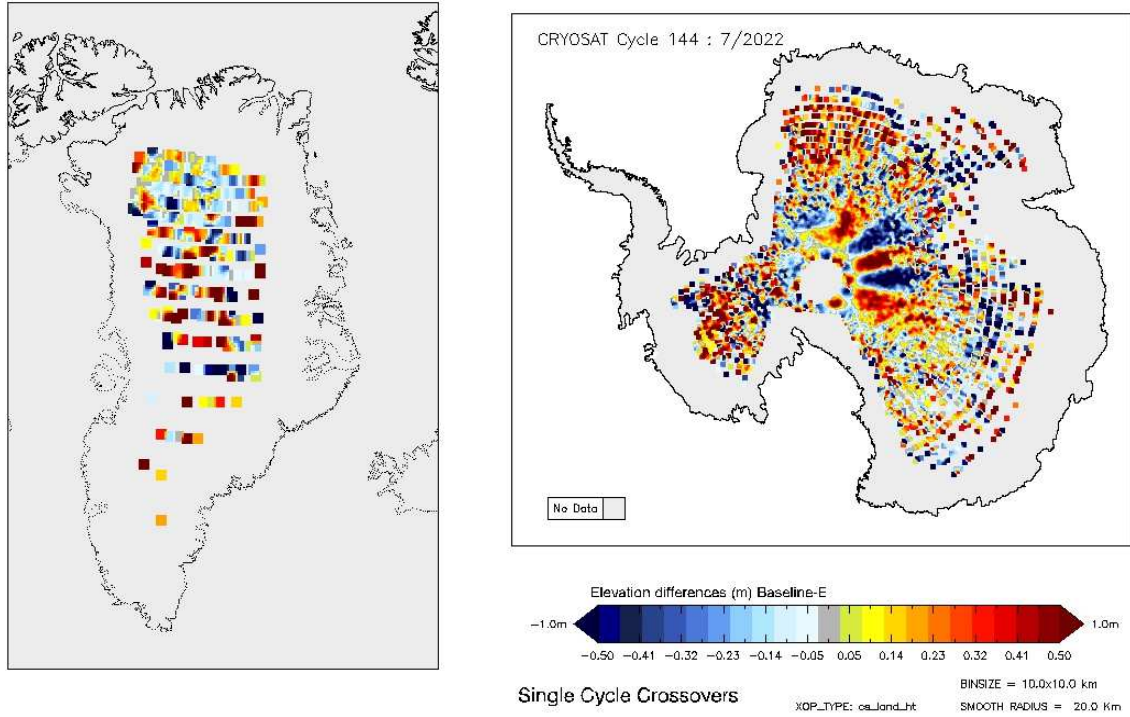 CRYOSAT Cycle 144 : 7/2022
No Data
Elevation differences (m) Baseline-E
-1.0m 1.0m
-0.50 -0.41 -0.32 -0.23 -0.14 -0.05 0.05 0.14 0.23 0.32 0.41 0.50
BINSIZE = 10.0x10.0 km
Single Cycle Crossovers
XOP_TYPE: cs_land_ht SMOOTH RADIUS = 20.0 Km